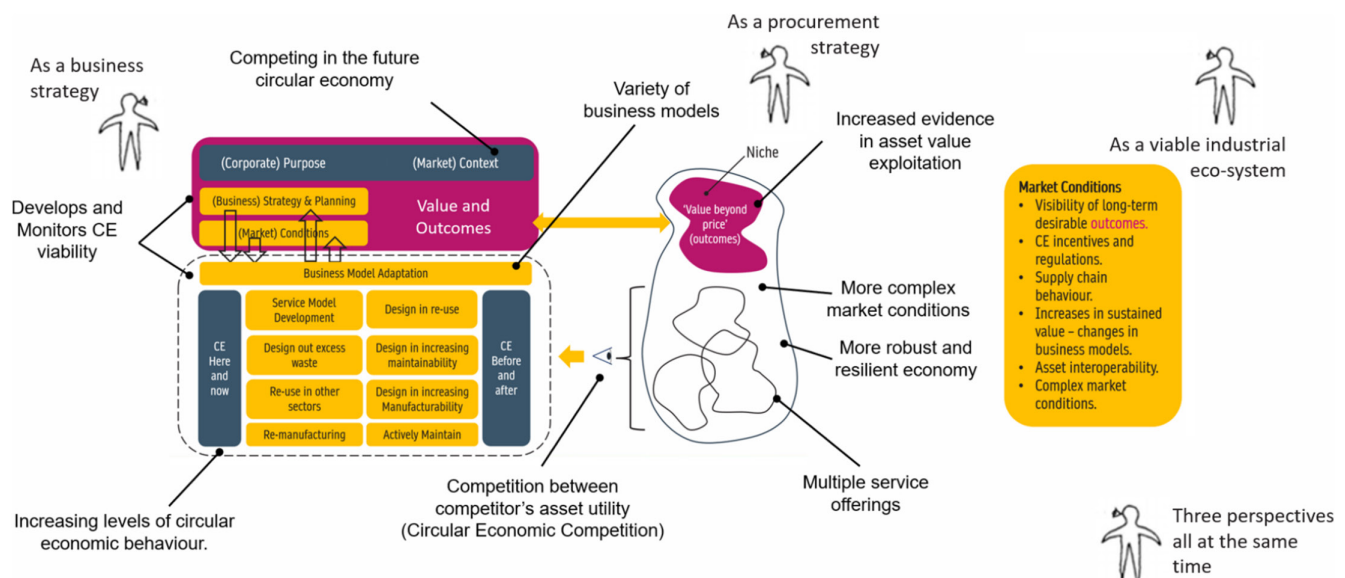 As a business
strategy
Competing in the future
circular economy
Variety of
business models
As a procurement
strategy
Increased evidence
in asset value
exploitation
As a viable industrial
eco-system
Develops and
Monitors CE
viability
(Corporate) Purpose
(Market) Context
(Business) Strategy & Planning
(Market) Conditions
Value and
Outcomes
Business Model Adaptation
CE
Here
and
now
Service Model
Development
Design in re-use
Design out excess
waste
Design in increasing
maintainability
Re-use in other
sectors
Design in increasing
Manufacturability
Re-manufacturing
Actively Maintain
CE
Before
and
after
Niche
'Value beyond
price'
(outcomes)
More complex
market conditions
More robust and
resilient economy
Multiple service
offerings
Competition between
competitor's asset utility
(Circular Economic Competition)
Increasing levels of circular
economic behaviour.
Market Conditions
• Visibility of long-term
desirable outcomes.
• CE incentives and
regulations.
• Supply chain
behaviour.
• Increases in sustained
value – changes in
business models.
• Asset interoperability.
• Complex market
conditions.
Three perspectives
all at the same
time